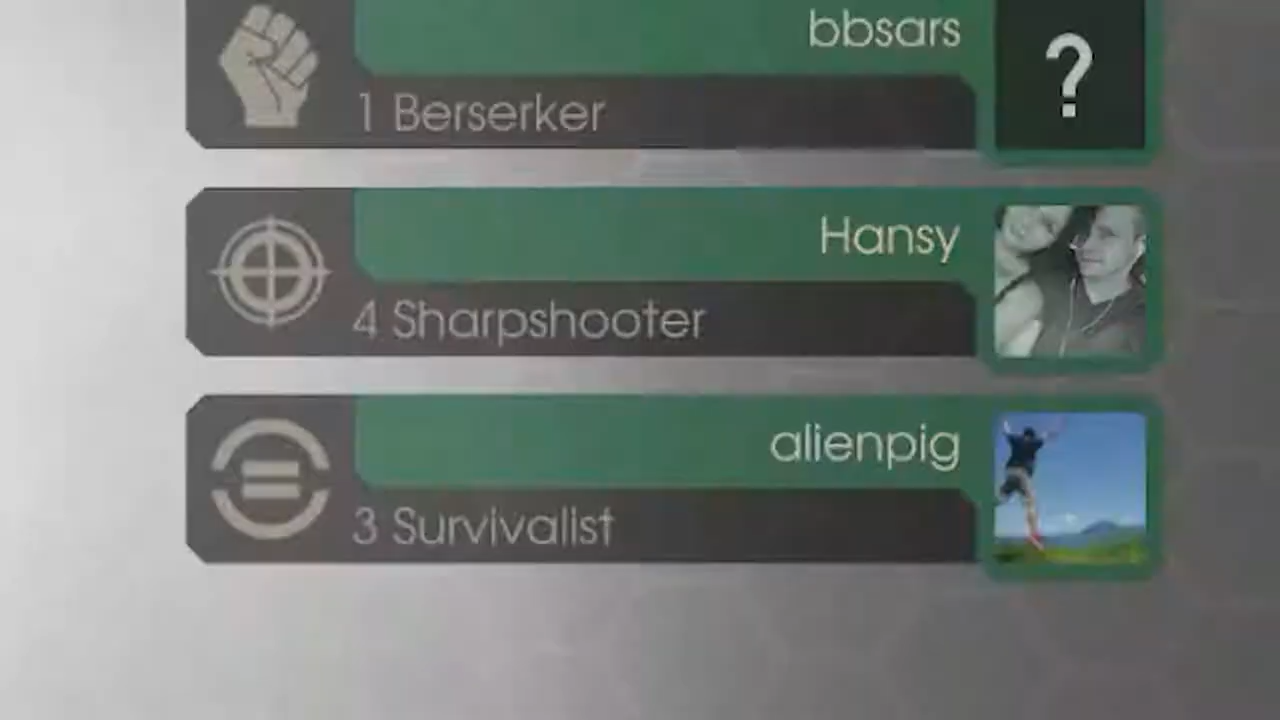 bbsars
?
1 Berserker
Hansy
4 Sharpshooter
alienpig
3 Survivalist